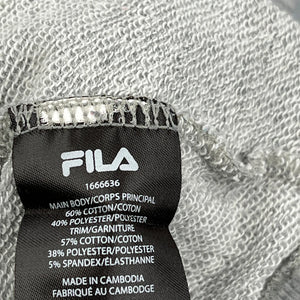 FILA
1666636
MAIN BODY/CORPS PRINCIPAL
60% COTTON/COTON
40% POLYESTER/POLYESTER
TRIM/GARNITURE
57% COTTON/COTON
38% POLYESTER/POLYESTER
5% SPANDEX/ÉLASTHANNE
MADE IN CAMBODIA
FABRIQUÉ AU CAMBODGE